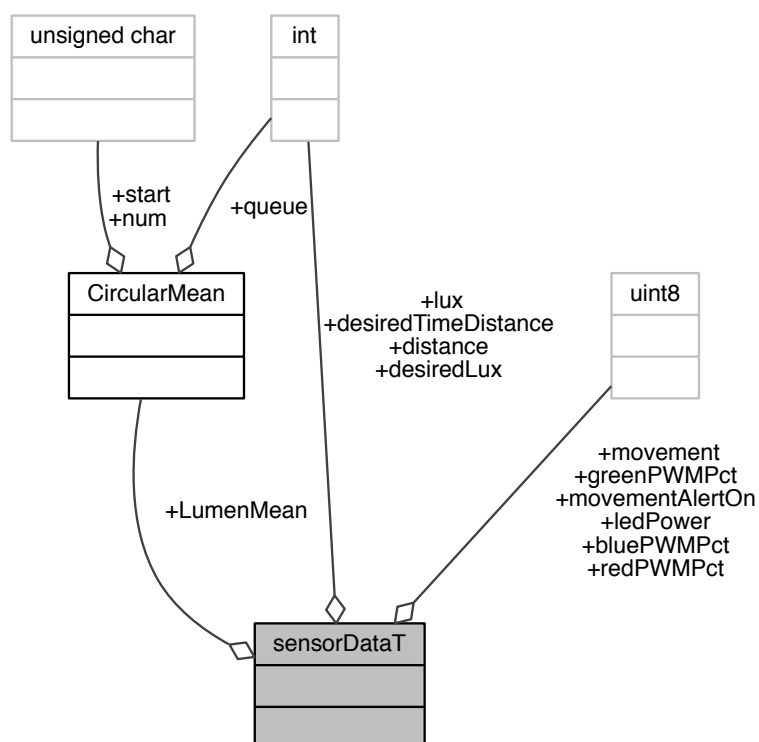 unsigned char
int
+start
+num
+queue
CircularMean
uint8
+lux
+desiredTimeDistance
+distance
+desiredLux
+movement
+greenPWMPct
+movementAlertOn
+ledPower
+bluePWMPct
+redPWMPct
+LumenMean
sensorDataT